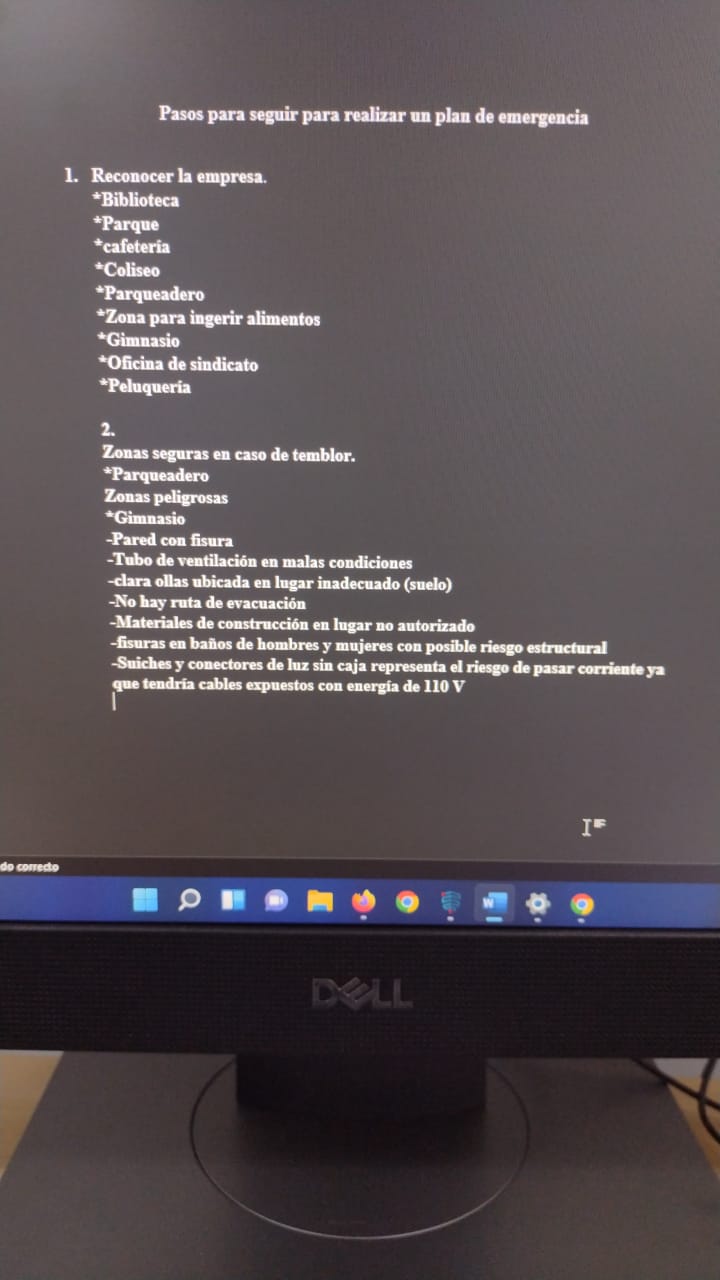 Pasos para seguir para realizar un plan de emergencia
1. Reconocer la empresa.
*Biblioteca
*Parque
*cafetería
*Coliseo
*Parqueadero
*Zona para ingerir alimentos
*Gimnasio
*Oficina de sindicato
*Peluquería
2.
Zonas seguras en caso de temblor.
*Parqueadero
Zonas peligrosas
*Gimnasio
-Pared con fisura
-Tubo de ventilación en malas condiciones
-clara ollas ubicada en lugar inadecuado (suelo)
-No hay ruta de evacuación
-Materiales de construcción en lugar no autorizado
-fisuras en baños de hombres y mujeres con posible riesgo estructural
-Suiches y conectores de luz sin caja representa el riesgo de pasar corriente ya
que tendría cables expuestos con energía de 110 V
do correcto
W
DELL